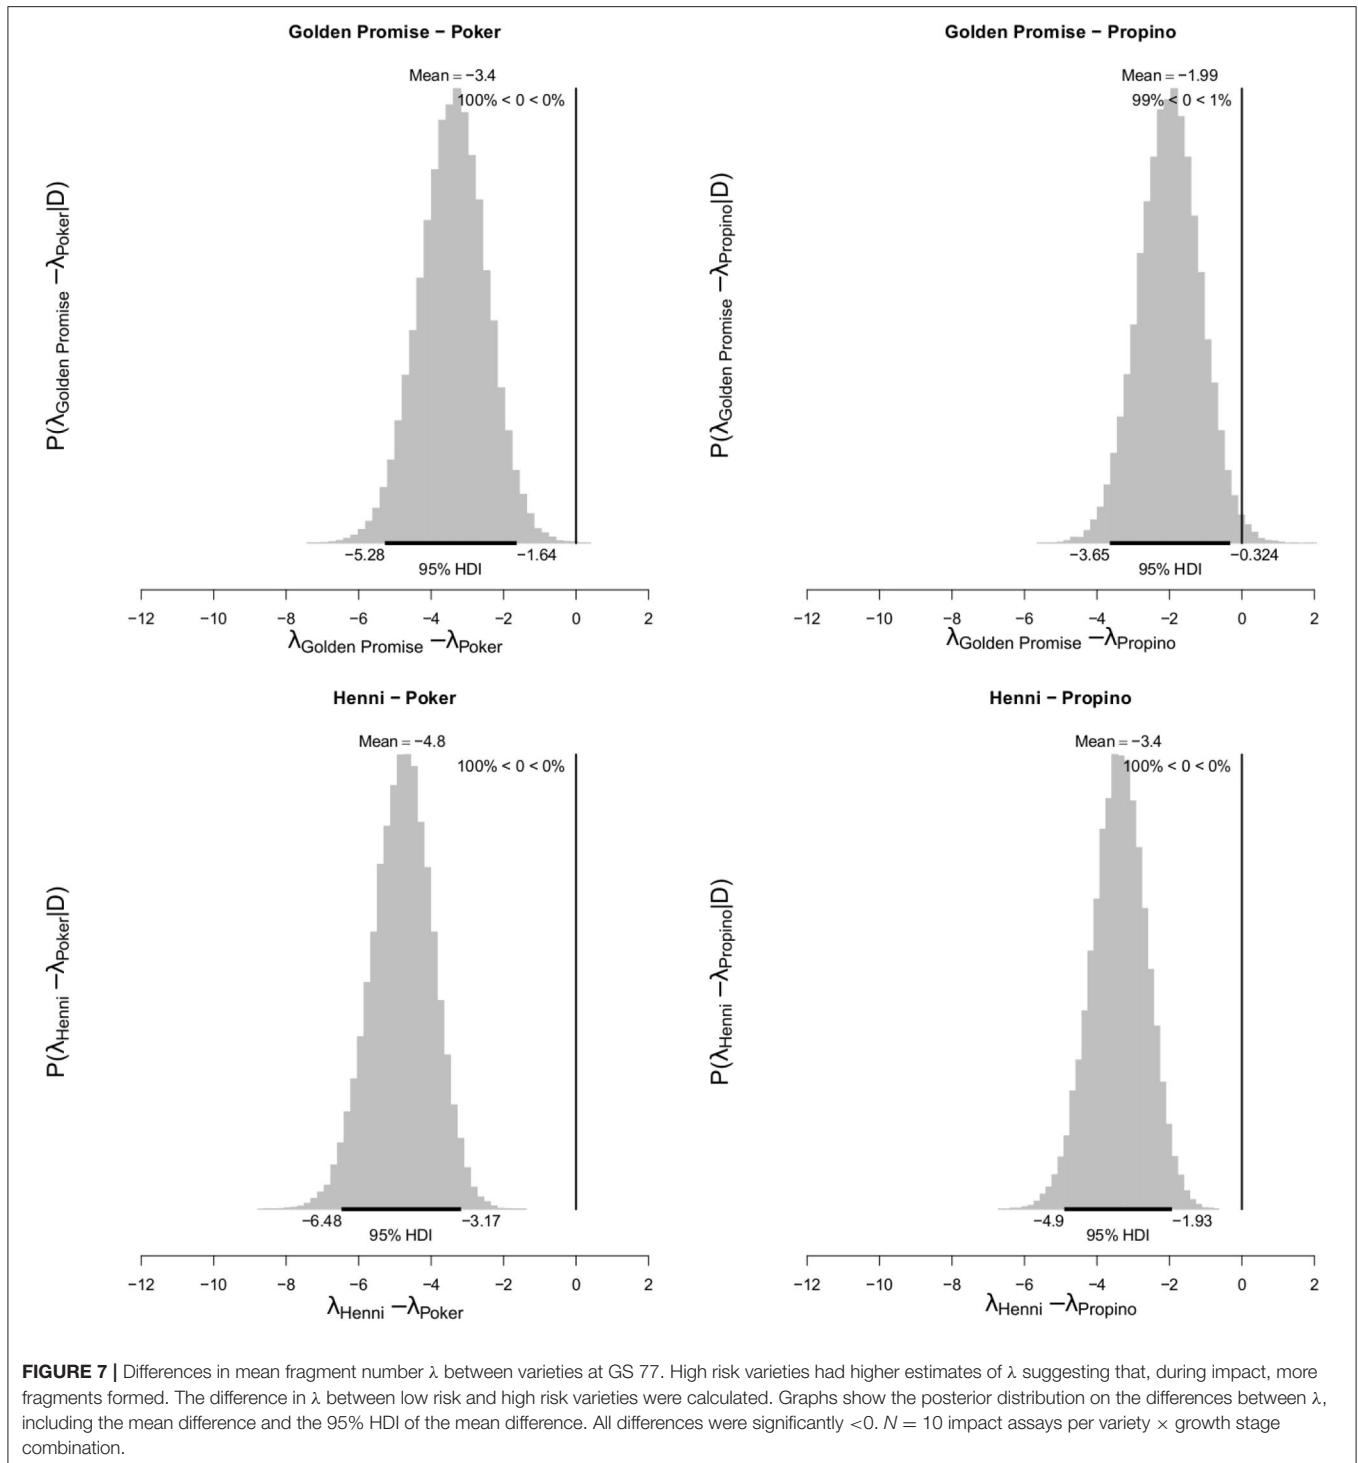 Golden Promise − Poker
Mean = −3.4
100% < 0 < 0%
P(λGolden Promise −λPoker|D)
−5.28
−1.64
95% HDI
−12 −10 −8 −6 −4 −2 0 2
λGolden Promise −λPoker
Golden Promise − Propino
Mean = −1.99
99% < 0 < 1%
P(λGolden Promise −λPropino|D)
−3.65
−0.324
95% HDI
−12 −10 −8 −6 −4 −2 0 2
λGolden Promise −λPropino
Henni − Poker
Mean = −4.8
100% < 0 < 0%
P(λHenni −λPoker|D)
−6.48
−3.17
95% HDI
−12 −10 −8 −6 −4 −2 0 2
λHenni −λPoker
Henni − Propino
Mean = −3.4
100% < 0 < 0%
P(λHenni −λPropino|D)
−4.9
−1.93
95% HDI
−12 −10 −8 −6 −4 −2 0 2
λHenni −λPropino
FIGURE 7 | Differences in mean fragment number λ between varieties at GS 77. High risk varieties had higher estimates of λ suggesting that, during impact, more
fragments formed. The difference in λ between low risk and high risk varieties were calculated. Graphs show the posterior distribution on the differences between λ,
including the mean difference and the 95% HDI of the mean difference. All differences were significantly <0. N = 10 impact assays per variety × growth stage
combination.